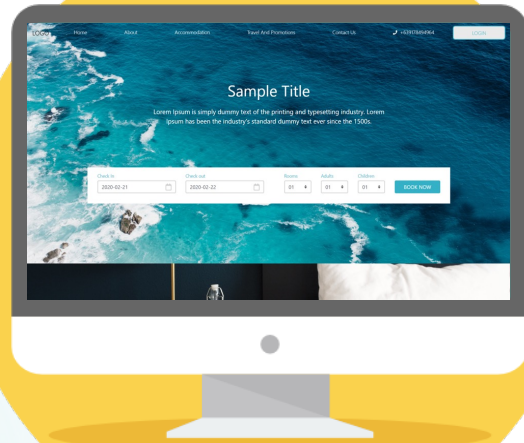 LOGO Home About Accommodation Travel And Promotions Contact Us +639178494964 LOGIN
Sample Title
Lorem Ipsum is simply dummy text of the printing and typesetting industry. Lorem
Ipsum has been the industry's standard dummy text ever since the 1500s.
Check In Check out Rooms Adults Children
2020-02-21 2020-02-22 01 01 01 BOOK NOW